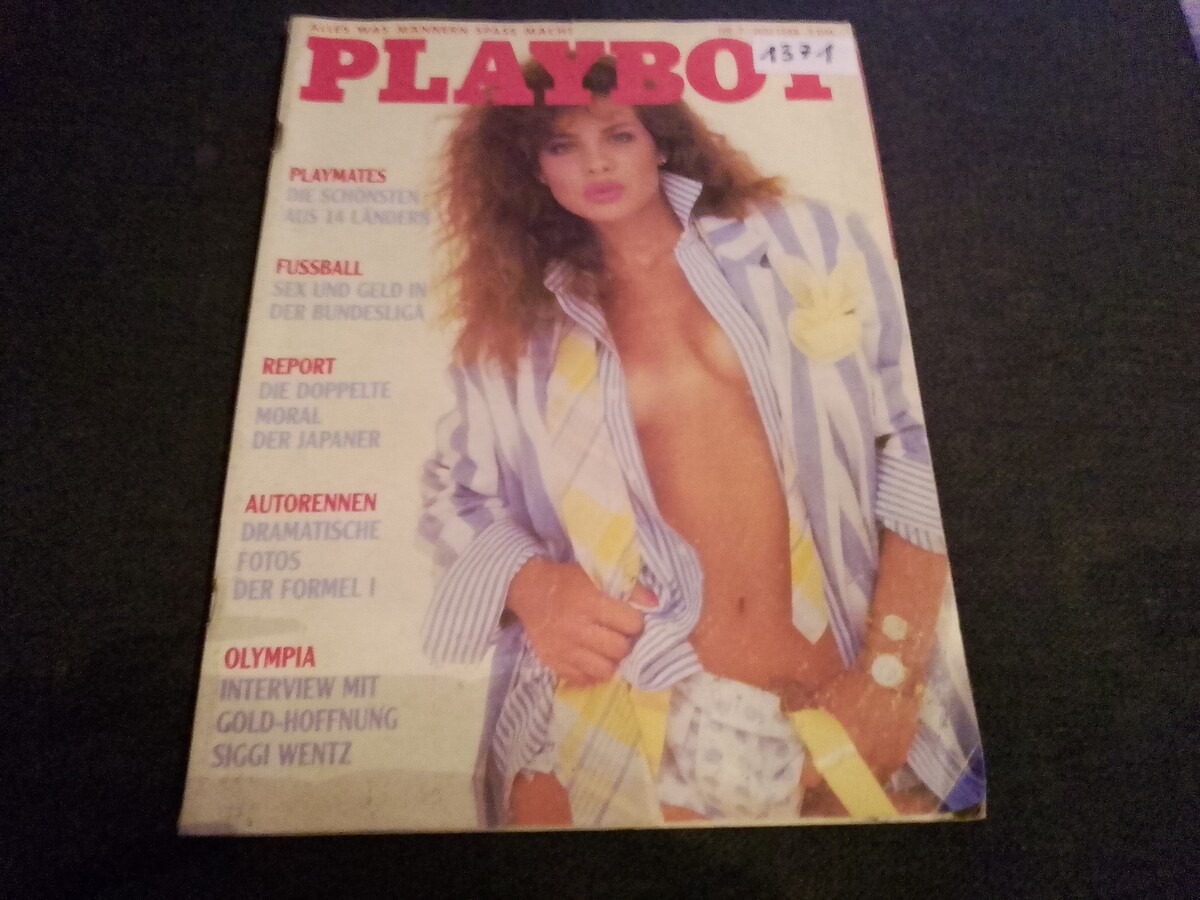 ALLES WAS MÄNNERN SPASS MACHT
PLAYBOY
1371
PLAYMATES
DIE SCHÖNSTEN
AUS 14 LÄNDERN
FUSSBALL
SEX UND GELD IN
DER BUNDESLIGA
REPORT
DIE DOPPELTE
MORAL
DER JAPANER
AUTORENNEN
DRAMATISCHE
FOTOS
DER FORMEL 1
OLYMPIA
INTERVIEW MIT
GOLD-HOFFNUNG
SIGGI WENTZ